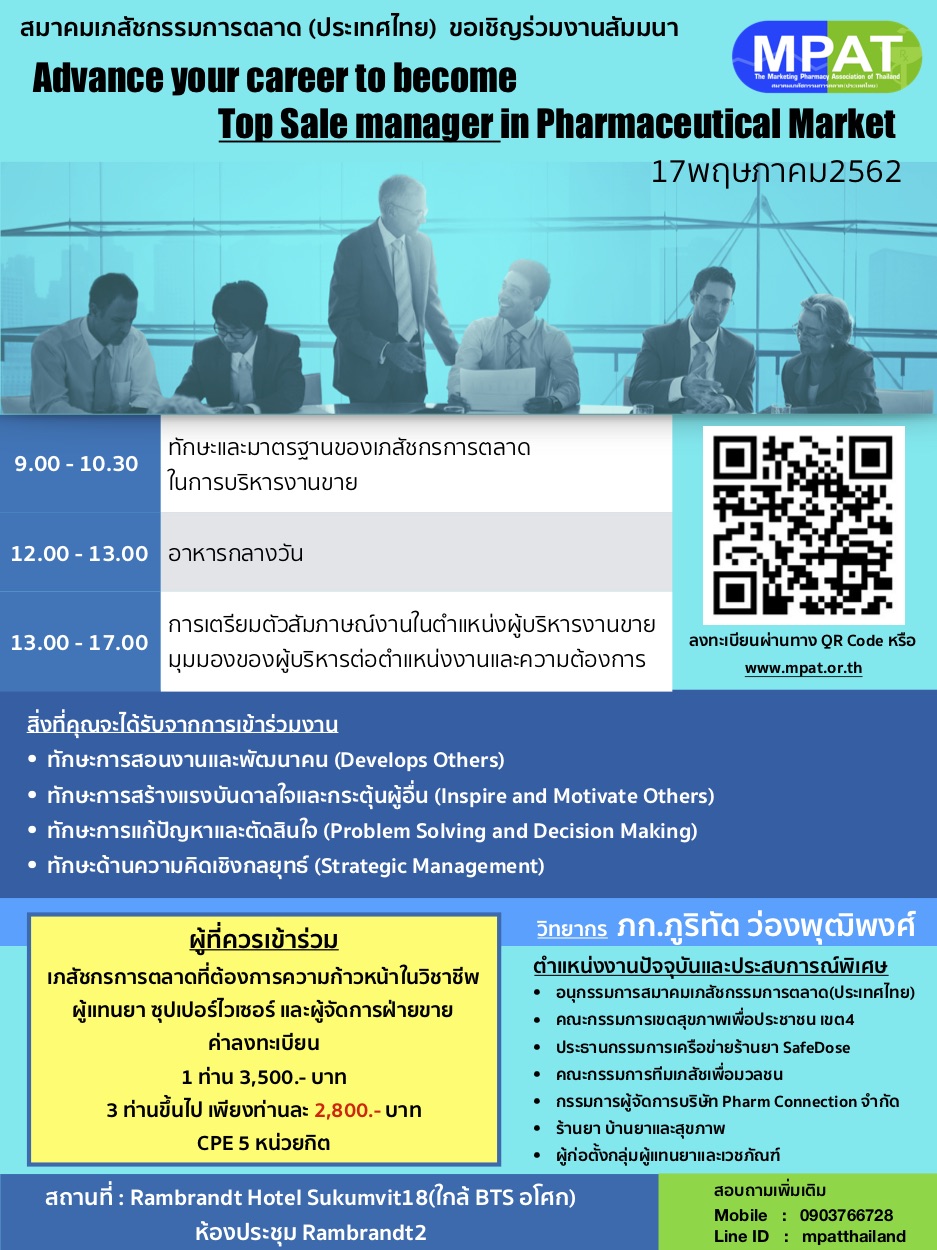 สมาคมเภสัชกรรมการตลาด (ประเทศไทย) ขอเชิญร่วมงานสัมมนา
MPAT
The Marketing Pharmacy Association of Thailand
สมาคมเภสัชกรรมการตลาด(ประเทศไทย)
Advance your career to become
Top Sale manager in Pharmaceutical Market
17พฤษภาคม2562
9.00 - 10.30
ทักษะและมาตรฐานของเภสัชกรการตลาด
ในการบริหารงานขาย
12.00 - 13.00
อาหารกลางวัน
13.00 - 17.00
การเตรียมตัวสัมภาษณ์งานในตำแหน่งผู้บริหารงานขาย
มุมมองของผู้บริหารต่อตำแหน่งงานและความต้องการ
ลงทะเบียนผ่านทาง QR Code หรือ
www.mpat.or.th
สิ่งที่คุณจะได้รับจากการเข้าร่วมงาน
• ทักษะการสอนงานและพัฒนาคน (Develops Others)
• ทักษะการสร้างแรงบันดาลใจและกระตุ้นผู้อื่น (Inspire and Motivate Others)
• ทักษะการแก้ปัญหาและตัดสินใจ (Problem Solving and Decision Making)
• ทักษะด้านความคิดเชิงกลยุทธ์ (Strategic Management)
ผู้ที่ควรเข้าร่วม
เภสัชกรการตลาดที่ต้องการความก้าวหน้าในวิชาชีพ
ผู้แทนยา ซุปเปอร์ไวเซอร์ และผู้จัดการฝ่ายขาย
ค่าลงทะเบียน
1 ท่าน 3,500.- บาท
3 ท่านขึ้นไป เพียงท่านละ 2,800.- บาท
CPE 5 หน่วยกิต
วิทยากร ภก.ภูริทัต ว่องพุฒิพงศ์
ตำแหน่งงานปัจจุบันและประสบการณ์พิเศษ
• อนุกรรมการสมาคมเภสัชกรรมการตลาด(ประเทศไทย)
• คณะกรรมการเขตสุขภาพเพื่อประชาชน เขต4
• ประธานกรรมการเครือข่ายร้านยา SafeDose
• คณะกรรมการทีมเภสัชเพื่อมวลชน
• กรรมการผู้จัดการบริษัท Pharm Connection จำกัด
• ร้านยา บ้านยาและสุขภาพ
• ผู้ก่อตั้งกลุ่มผู้แทนยาและเวชภัณฑ์
สถานที่ : Rambrandt Hotel Sukumvit18(ใกล้ BTS อโศก)
ห้องประชุม Rambrandt2
สอบถามเพิ่มเติม
Mobile : 0903766728
Line ID : mpatthailand